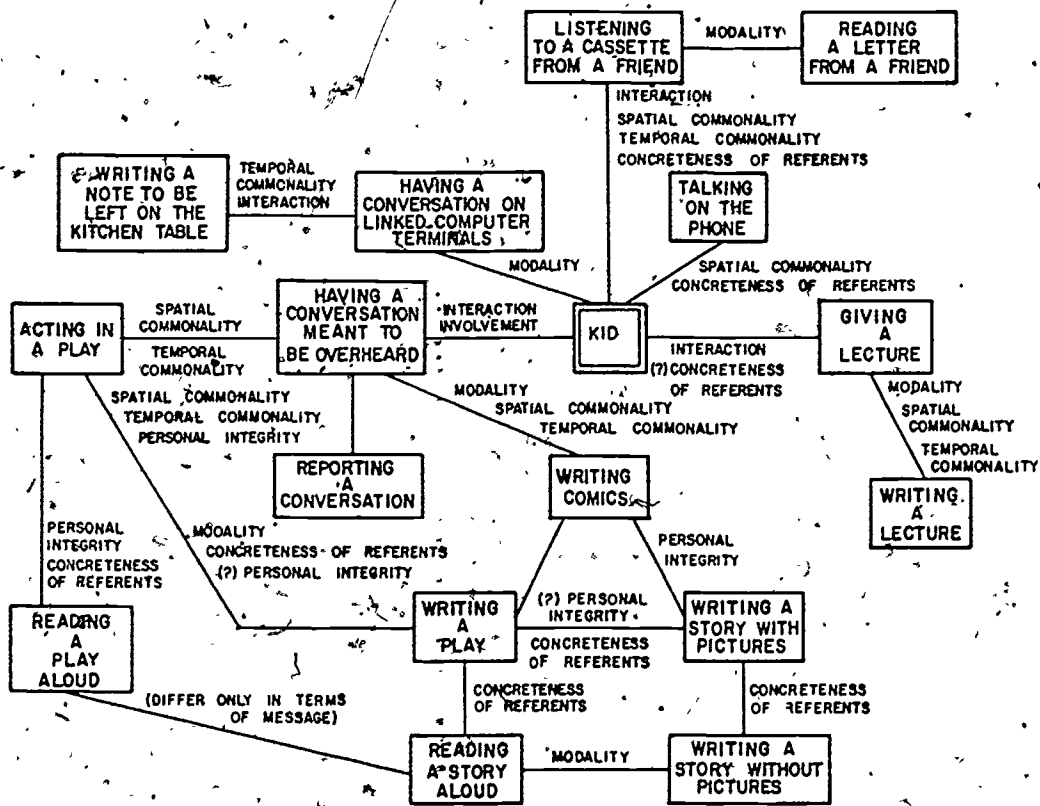 LISTENING
TO A CASSETTE
FROM A FRIEND
MODALITY
READING
A LETTER
FROM A FRIEND
INTERACTION
SPATIAL COMMONALITY
TEMPORAL COMMONALITY
CONCRETENESS OF REFERENTS
WRITING A
NOTE TO BE
LEFT ON THE
KITCHEN TABLE
TEMPORAL
COMMONALITY
INTERACTION
HAVING A
CONVERSATION ON
LINKED COMPUTER
TERMINALS
TALKING
ON THE
PHONE
MODALITY
SPATIAL COMMONALITY
CONCRETENESS OF REFERENTS
ACTING IN
A PLAY
SPATIAL
COMMONALITY
TEMPORAL
COMMONALITY
HAVING A
CONVERSATION
MEANT TO
BE OVERHEARD
INTERACTION
INVOLVEMENT
KID
INTERACTION
(?) CONCRETENESS
OF REFERENTS
GIVING
A
LECTURE
MODALITY
SPATIAL
COMMONALITY
TEMPORAL
COMMONALITY
WRITING
A
LECTURE
SPATIAL COMMONALITY
TEMPORAL COMMONALITY
PERSONAL INTEGRITY
MODALITY
SPATIAL COMMONALITY
TEMPORAL COMMONALITY
REPORTING
A
CONVERSATION
WRITING
COMICS
PERSONAL
INTEGRITY
CONCRETENESS
OF REFERENTS
MODALITY
CONCRETENESS OF REFERENTS
(?) PERSONAL INTEGRITY
PERSONAL
INTEGRITY
READING
A
PLAY
ALOUD
WRITING
A
PLAY
(?) PERSONAL
INTEGRITY
CONCRETENESS
OF REFERENTS
WRITING A
STORY WITH
PICTURES
(DIFFER ONLY IN TERMS
OF MESSAGE)
CONCRETENESS
OF REFERENTS
CONCRETENESS
OF REFERENTS
READING
A STORY
ALOUD
MODALITY
WRITING A
STORY WITHOUT
PICTURES